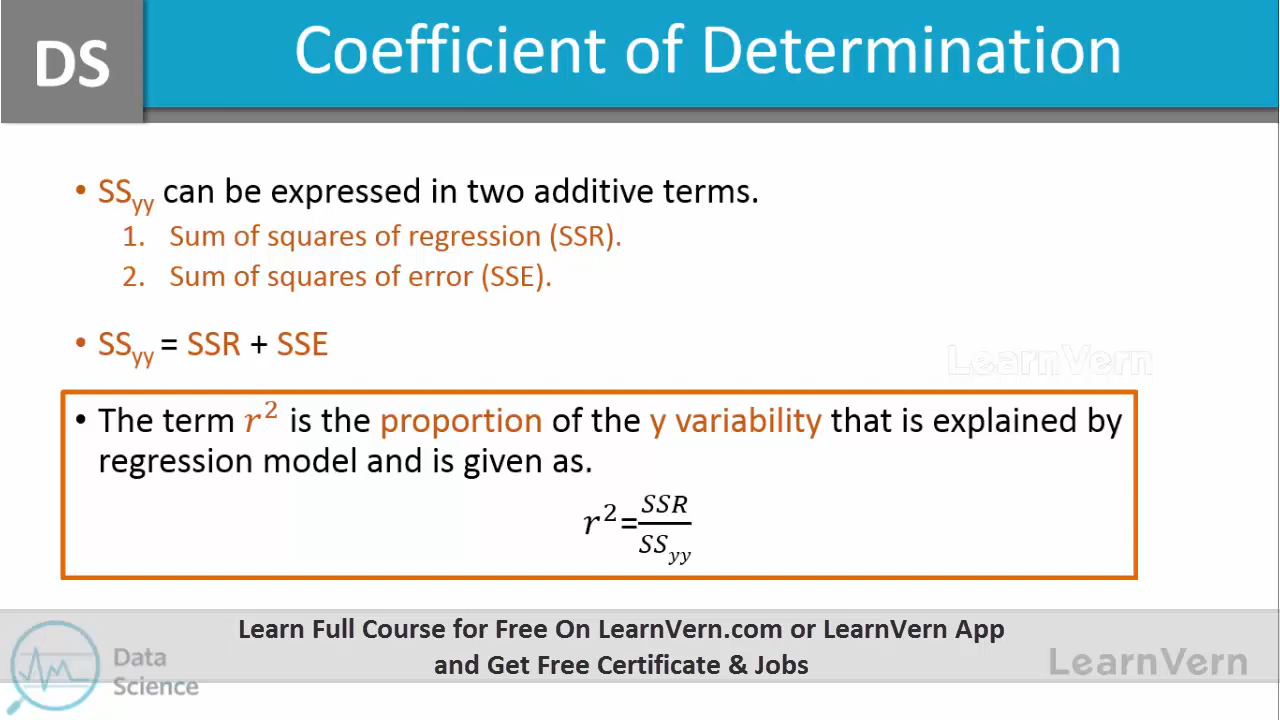 DS
Coefficient of Determination
• SSyy can be expressed in two additive terms.
1. Sum of squares of regression (SSR).
2. Sum of squares of error (SSE).
• SSyy = SSR + SSE
LearnVern
• The term r² is the proportion of the y variability that is explained by
regression model and is given as.
r²=SSR/SSyy
Learn Full Course for Free On LearnVern.com or LearnVern App
and Get Free Certificate & Jobs
Data
Science
LearnVern